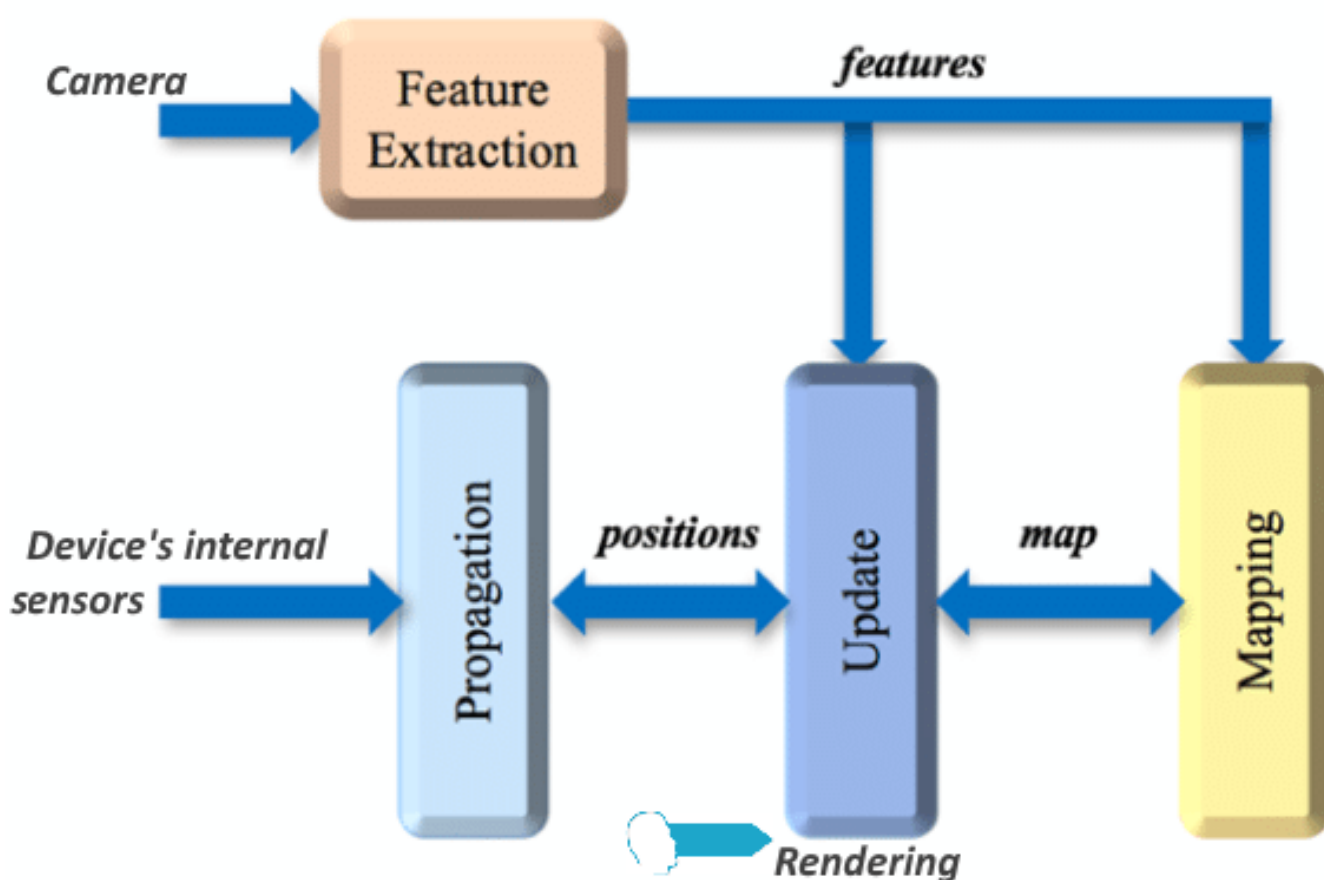 Camera
Feature
Extraction
features
Device's internal
sensors
Propagation
positions
Update
map
Mapping
Rendering